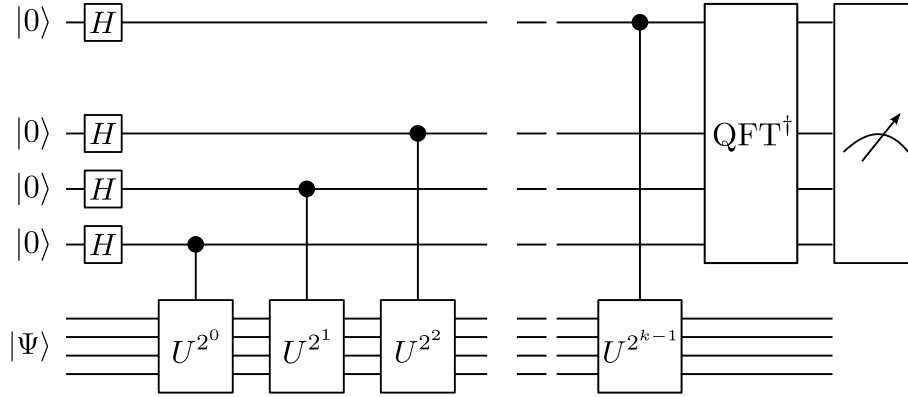 |0⟩ H
|0⟩ H QFT†
|0⟩ H
|0⟩ H
|Ψ⟩ U^{2^0} U^{2^1} U^{2^2} U^{2^{k-1}}